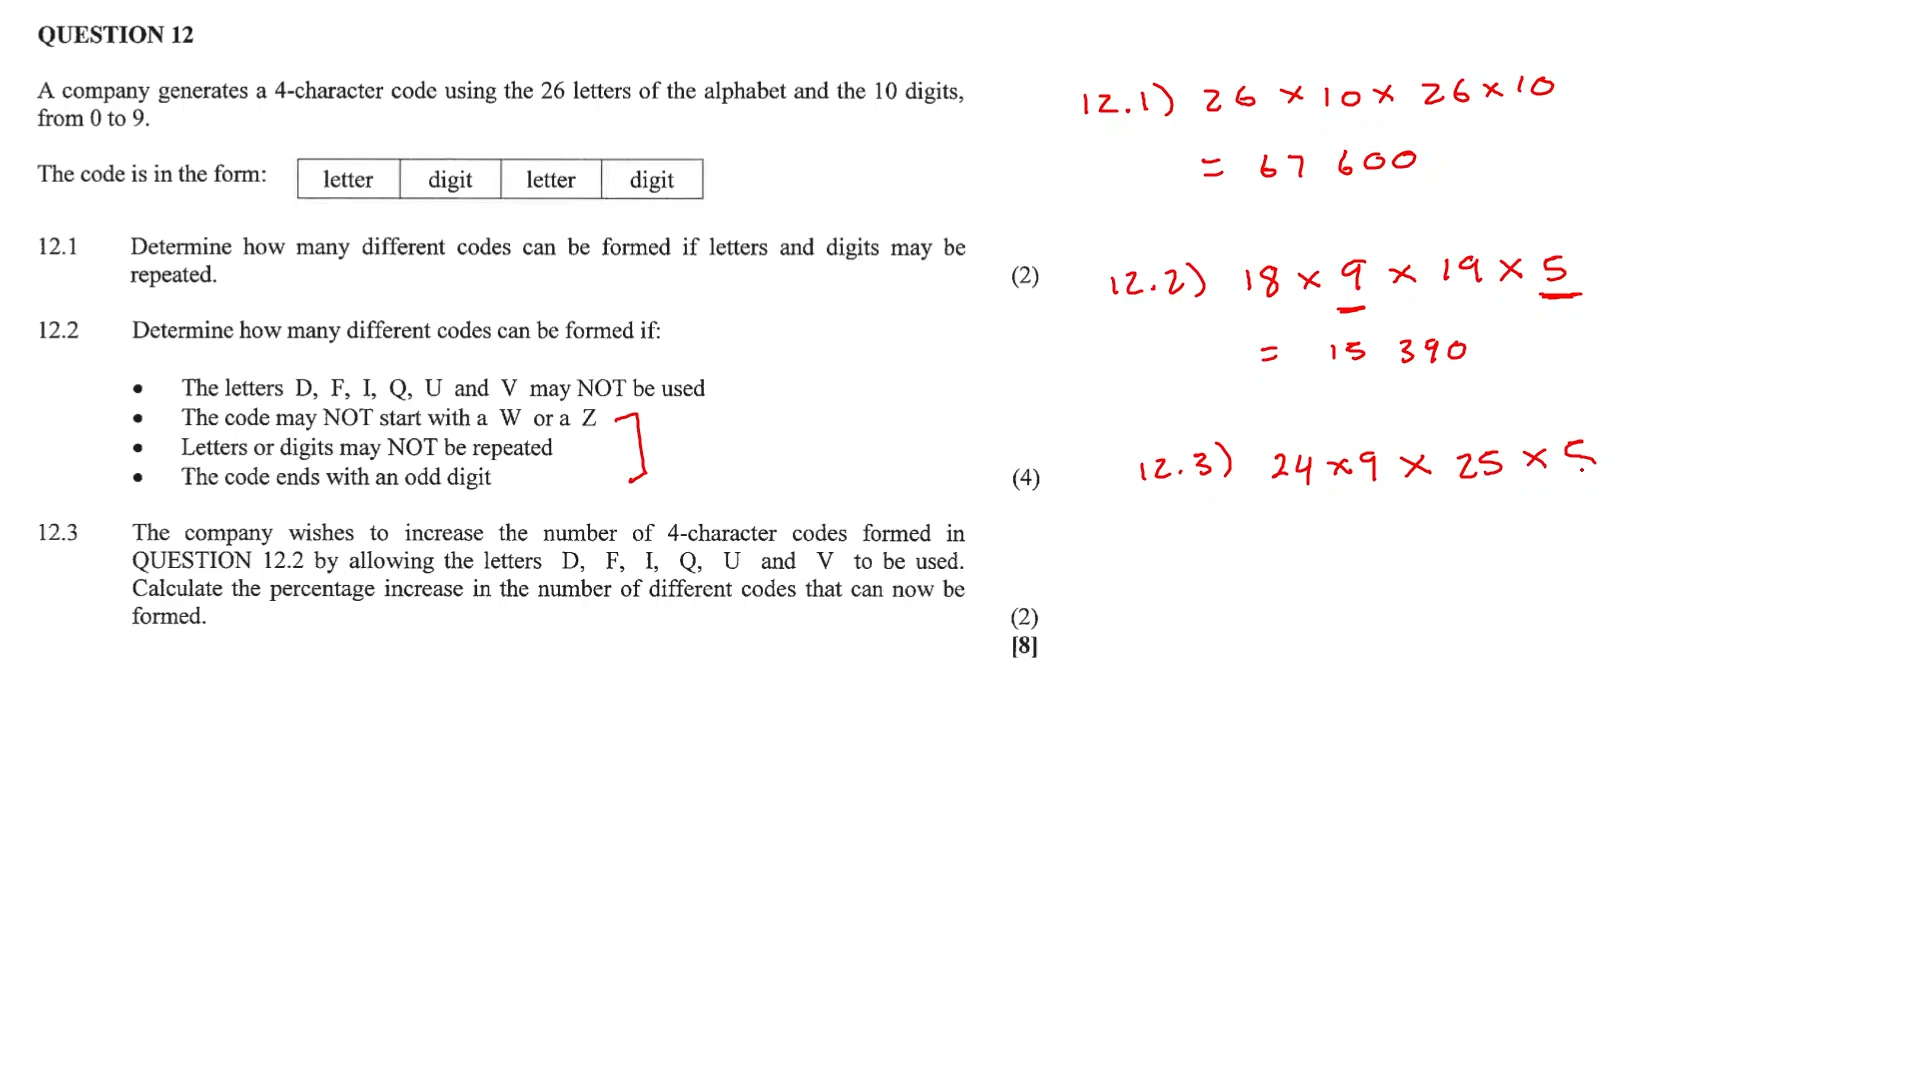 QUESTION 12
A company generates a 4-character code using the 26 letters of the alphabet and the 10 digits,
from 0 to 9.
The code is in the form: letter digit letter digit
12.1 Determine how many different codes can be formed if letters and digits may be
repeated. (2)
12.2 Determine how many different codes can be formed if:
• The letters D, F, I, Q, U and V may NOT be used
• The code may NOT start with a W or a Z
• Letters or digits may NOT be repeated
• The code ends with an odd digit (4)
12.3 The company wishes to increase the number of 4-character codes formed in
QUESTION 12.2 by allowing the letters D, F, I, Q, U and V to be used.
Calculate the percentage increase in the number of different codes that can now be
formed. (2)
[8]
12.1) 26 × 10 × 26 × 10
= 67 600
12.2) 18 × 9 × 19 × 5
= 15 390
12.3) 24 × 9 × 25 × 5